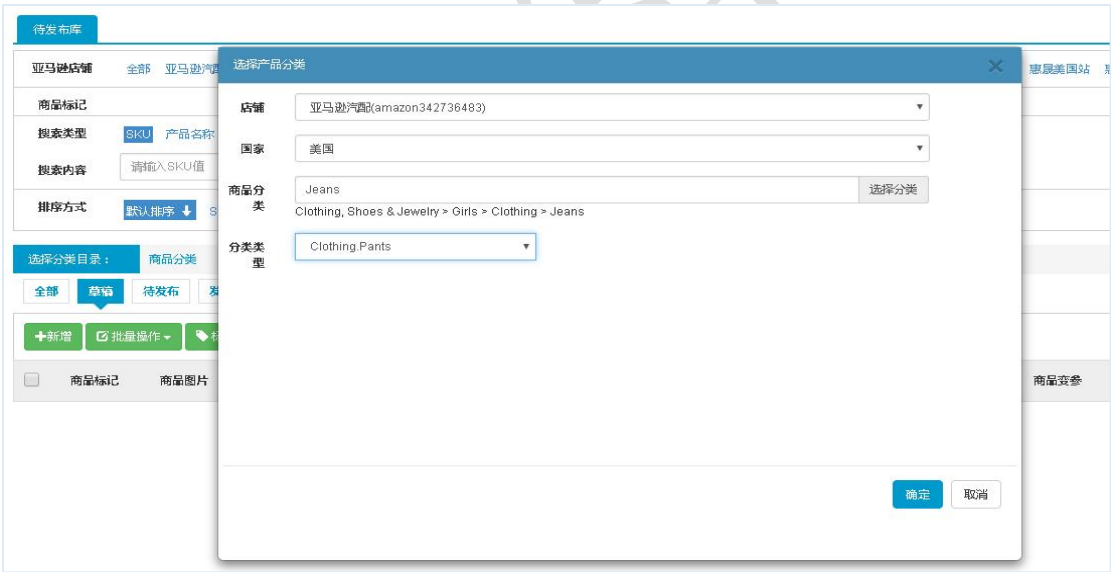 待发布库
亚马逊店铺 全部 亚马逊汽配
选择产品分类
惠晟美国站
商品标记
店铺 亚马逊汽配(amazon342736483)
搜索类型 SKU 产品名称
国家 美国
搜索内容 请输入SKU值
商品分类 Jeans 选择分类
Clothing, Shoes & Jewelry > Girls > Clothing > Jeans
排序方式 默认排序 S
分类类型 Clothing.Pants
选择分类目录： 商品分类
全部 草稿 待发布 发
新增 批量操作 标
商品标记 商品图片 商品变参
确定 取消